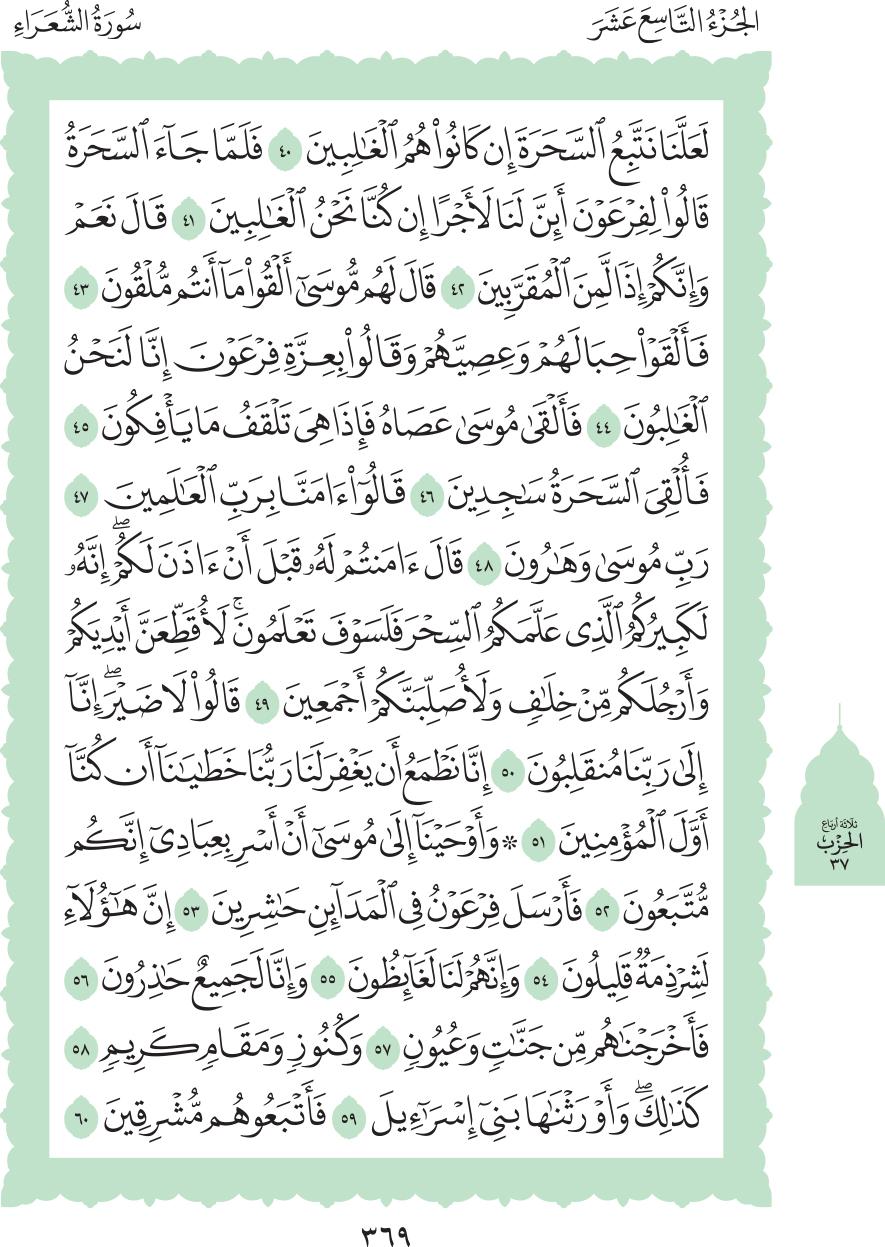 الجُزْءُ التَّاسِعَ عَشَرَ
سُورَةُ الشُّعَرَاءِ
لَعَلَّنَا نَتَّبِعُ ٱلسَّحَرَةَ إِن كَانُوا۟ هُمُ ٱلْغَـٰلِبِينَ ٤٠ فَلَمَّا جَآءَ ٱلسَّحَرَةُ
قَالُوا۟ لِفِرْعَوْنَ أَئِنَّ لَنَا لَأَجْرًا إِن كُنَّا نَحْنُ ٱلْغَـٰلِبِينَ ٤١ قَالَ نَعَمْ
وَإِنَّكُمْ إِذًا لَّمِنَ ٱلْمُقَرَّبِينَ ٤٢ قَالَ لَهُم مُّوسَىٰٓ أَلْقُوا۟ مَآ أَنتُم مُّلْقُونَ ٤٣
فَأَلْقَوْا۟ حِبَالَهُمْ وَعِصِيَّهُمْ وَقَالُوا۟ بِعِزَّةِ فِرْعَوْنَ إِنَّا لَنَحْنُ
ٱلْغَـٰلِبُونَ ٤٤ فَأَلْقَىٰ مُوسَىٰ عَصَاهُ فَإِذَا هِىَ تَلْقَفُ مَا يَأْفِكُونَ ٤٥
فَأُلْقِىَ ٱلسَّحَرَةُ سَـٰجِدِينَ ٤٦ قَالُوٓا۟ ءَامَنَّا بِرَبِّ ٱلْعَـٰلَمِينَ ٤٧
رَبِّ مُوسَىٰ وَهَـٰرُونَ ٤٨ قَالَ ءَامَنتُمْ لَهُۥ قَبْلَ أَنْ ءَاذَنَ لَكُمْ ۖ إِنَّهُۥ
لَكَبِيرُكُمُ ٱلَّذِى عَلَّمَكُمُ ٱلسِّحْرَ فَلَسَوْفَ تَعْلَمُونَ ۚ لَأُقَطِّعَنَّ أَيْدِيَكُمْ
وَأَرْجُلَكُم مِّنْ خِلَـٰفٍ وَلَأُصَلِّبَنَّكُمْ أَجْمَعِينَ ٤٩ قَالُوا۟ لَا ضَيْرَ ۖ إِنَّآ
إِلَىٰ رَبِّنَا مُنقَلِبُونَ ٥٠ إِنَّا نَطْمَعُ أَن يَغْفِرَ لَنَا رَبُّنَا خَطَـٰيَـٰنَآ أَن كُنَّآ
أَوَّلَ ٱلْمُؤْمِنِينَ ٥١ * وَأَوْحَيْنَآ إِلَىٰ مُوسَىٰٓ أَنْ أَسْرِ بِعِبَادِىٓ إِنَّكُم
مُّتَّبَعُونَ ٥٢ فَأَرْسَلَ فِرْعَوْنُ فِى ٱلْمَدَآئِنِ حَـٰشِرِينَ ٥٣ إِنَّ هَـٰٓؤُلَآءِ
لَشِرْذِمَةٌ قَلِيلُونَ ٥٤ وَإِنَّهُمْ لَنَا لَغَآئِظُونَ ٥٥ وَإِنَّا لَجَمِيعٌ حَـٰذِرُونَ ٥٦
فَأَخْرَجْنَـٰهُم مِّن جَنَّـٰتٍ وَعُيُونٍ ٥٧ وَكُنُوزٍ وَمَقَامٍ كَرِيمٍ ٥٨
كَذَٰلِكَ ۖ وَأَوْرَثْنَـٰهَا بَنِىٓ إِسْرَٰٓءِيلَ ٥٩ فَأَتْبَعُوهُم مُّشْرِقِينَ ٦٠
ثلاثة أرباع
الحِزْب
٣٧
٣٦٩